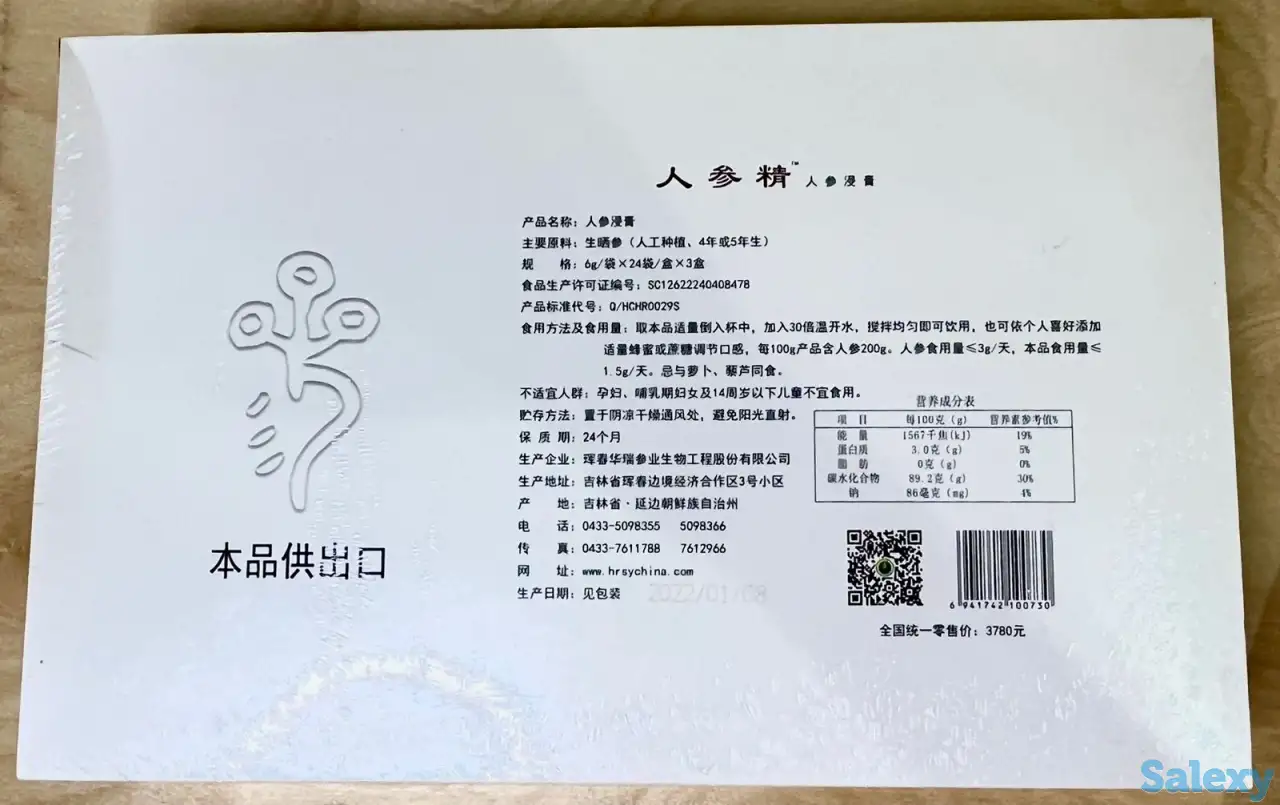 人参精™ 人参浸膏
产品名称：人参浸膏
主要原料：生晒参（人工种植、4年或5年生）
规 格：6g/袋×24袋/盒×3盒
食品生产许可证编号：SC12622240408478
产品标准代号：Q/HCHR0029S
食用方法及食用量：取本品适量倒入杯中，加入30倍温开水，搅拌均匀即可饮用，也可依个人喜好添加
适量蜂蜜或蔗糖调节口感，每100g产品含人参200g。人参食用量≤3g/天，本品食用量≤
1.5g/天。忌与萝卜、藜芦同食。
不适宜人群：孕妇、哺乳期妇女及14周岁以下儿童不宜食用。
贮存方法：置于阴凉干燥通风处，避免阳光直射。
保 质 期：24个月
生产企业：珲春华瑞参业生物工程股份有限公司
生产地址：吉林省珲春边境经济合作区3号小区
产 地：吉林省·延边朝鲜族自治州
电 话：0433-5098355 5098366
传 真：0433-7611788 7612966
网 址：www.hrsychina.com
生产日期：见包装 2022/01/08
营养成分表
项 目 每100克（g） 营养素参考值%
能 量 1567千焦(kJ) 19%
蛋白质 3.0克（g） 5%
脂 肪 0克（g） 0%
碳水化合物 89.2克（g） 30%
钠 86毫克（mg） 4%
6 941742 100730
全国统一零售价：3780元
本品供出口
Salexy